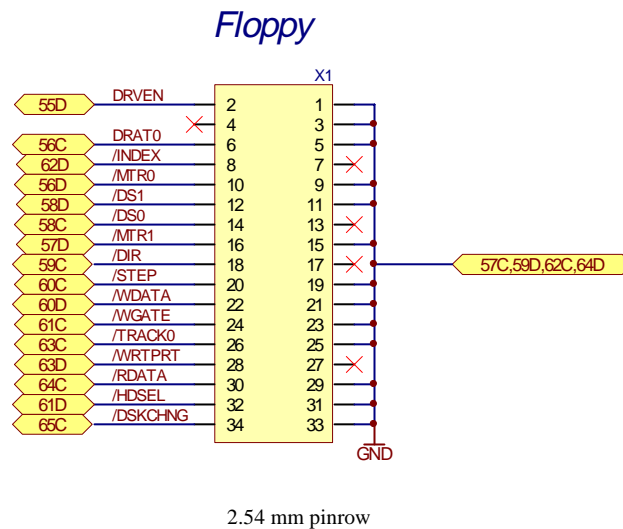 Floppy
X1
55D DRVEN 2 1
4 3
56C DRAT0 6 5
62D /INDEX 8 7
56D /MTR0 10 9
58D /DS1 12 11
58C /DS0 14 13
57D /MTR1 16 15
59C /DIR 18 17 57C,59D,62C,64D
60C /STEP 20 19
60D /WDATA 22 21
61C /WGATE 24 23
63C /TRACK0 26 25
63D /WRTPRT 28 27
64C /RDATA 30 29
61D /HDSEL 32 31
65C /DSKCHNG 34 33
GND
2.54 mm pinrow